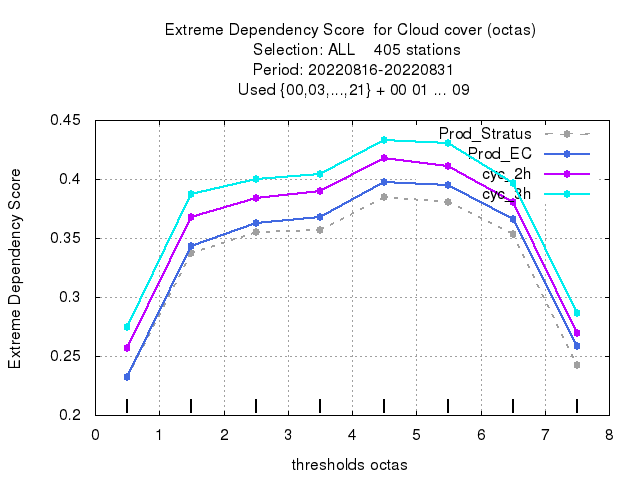 Extreme Dependency Score  for Cloud cover (octas)
Selection: ALL    405 stations
Period: 20220816-20220831
Used {00,03,...,21} + 00 01 ... 09
Prod_Stratus
Prod_EC
cyc_2h
cyc_3h
0.45
0.4
0.35
0.3
0.25
0.2
Extreme Dependency Score
0 1 2 3 4 5 6 7 8
thresholds octas